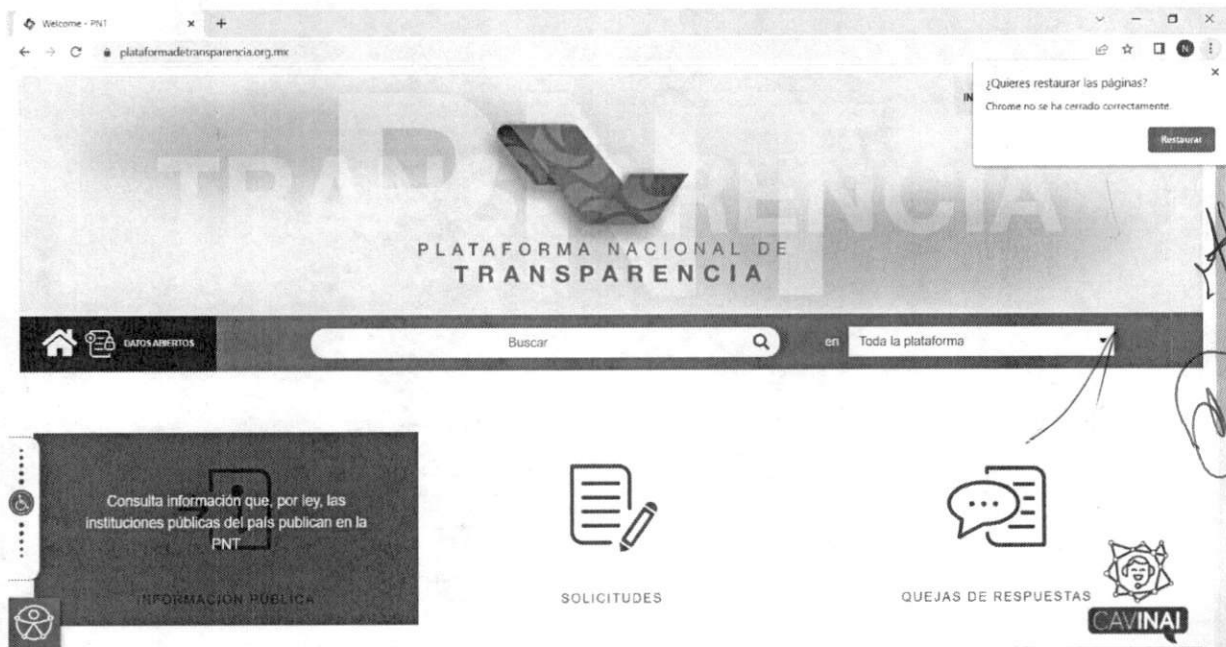 Welcome - PNT
plataformadetransparencia.org.mx
N
¿Quieres restaurar las páginas?
Chrome no se ha cerrado correctamente.
Restaurar
IN
TRANSPARENCIA
PLATAFORMA NACIONAL DE
TRANSPARENCIA
DATOS ABIERTOS
Buscar
en
Toda la plataforma
Consulta información que, por ley, las
instituciones públicas del país publican en la
PNT
INFORMACIÓN PÚBLICA
SOLICITUDES
QUEJAS DE RESPUESTAS
CAVINAI